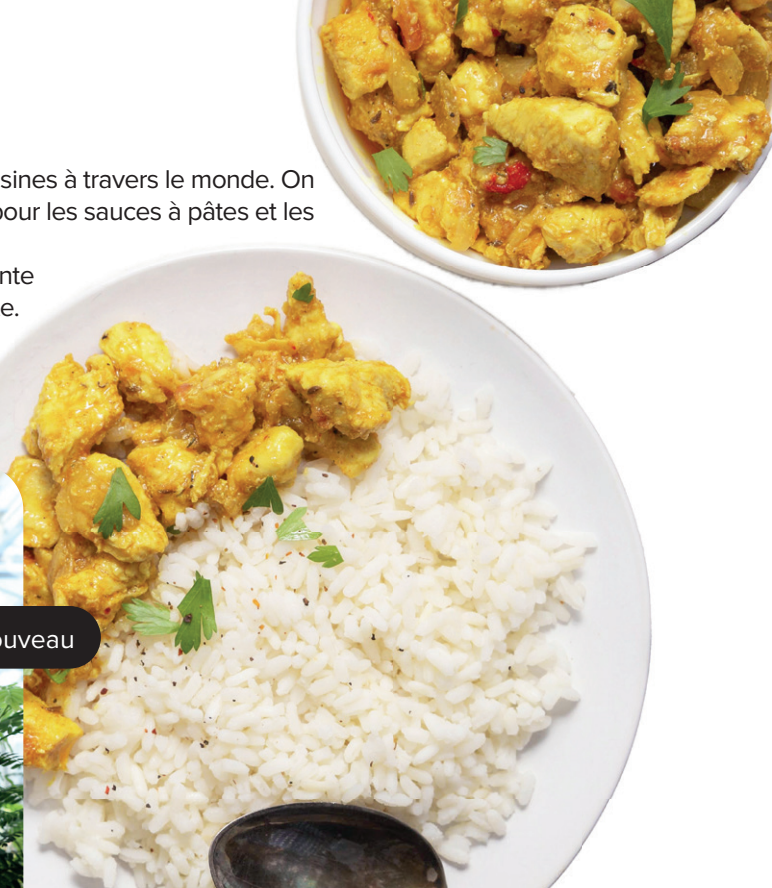 sines à travers le monde. On
pour les sauces à pâtes et les
nte
e.
ouveau